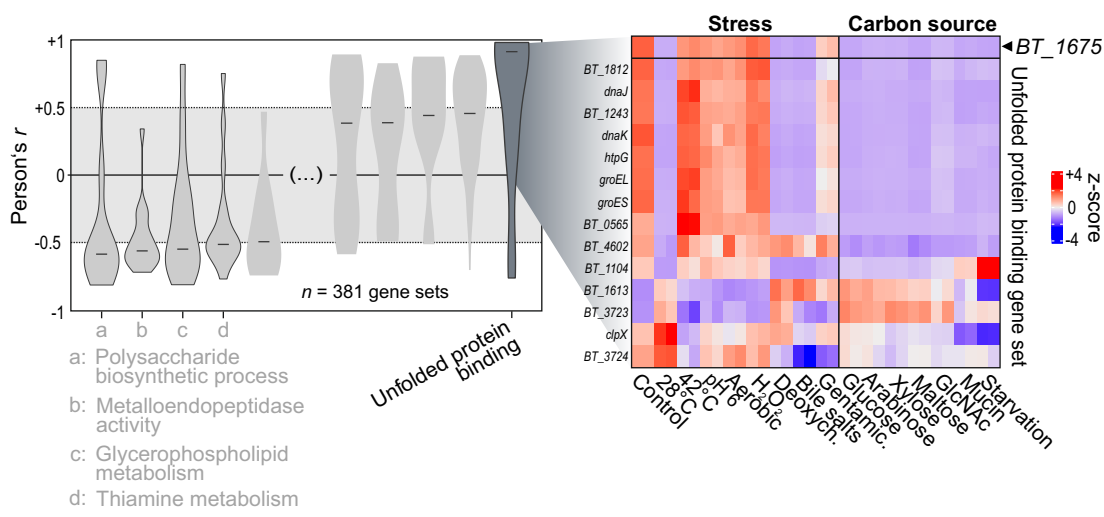 +1
+0.5
0
-0.5
-1
Person's r
(...)
n = 381 gene sets
a
b
c
d
Unfolded protein
binding
a: Polysaccharide
biosynthetic process
b: Metalloendopeptidase
activity
c: Glycerophospholipid
metabolism
d: Thiamine metabolism
Stress
Carbon source
BT_1675
BT_1812
dnaJ
BT_1243
dnaK
htpG
groEL
groES
BT_0565
BT_4602
BT_1104
BT_1613
BT_3723
clpX
BT_3724
Unfolded protein binding gene set
Control
28°C
42°C
pH 6
Aerobic
H₂O₂
Deoxych.
Bile salts
Gentamic.
Glucose
Arabinose
Xylose
Maltose
GlcNAc
Mucin
Starvation
+4
0
-4
z-score